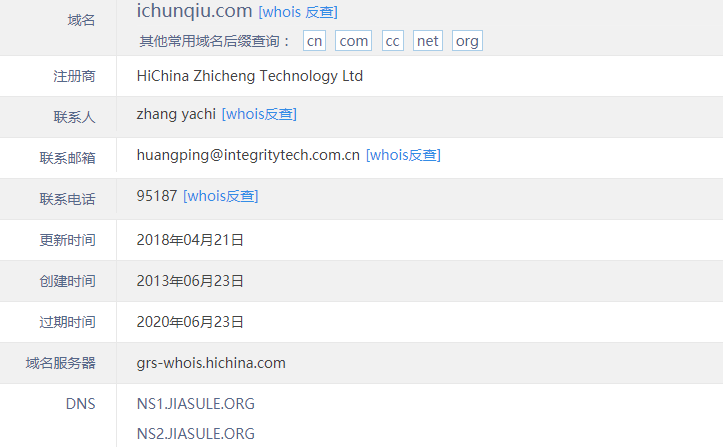 域名 ichunqiu.com [whois 反查]
其他常用域名后缀查询： cn com cc net org
注册商 HiChina Zhicheng Technology Ltd
联系人 zhang yachi [whois反查]
联系邮箱 huangping@integritytech.com.cn [whois反查]
联系电话 95187 [whois反查]
更新时间 2018年04月21日
创建时间 2013年06月23日
过期时间 2020年06月23日
域名服务器 grs-whois.hichina.com
DNS NS1.JIASULE.ORG
NS2.JIASULE.ORG